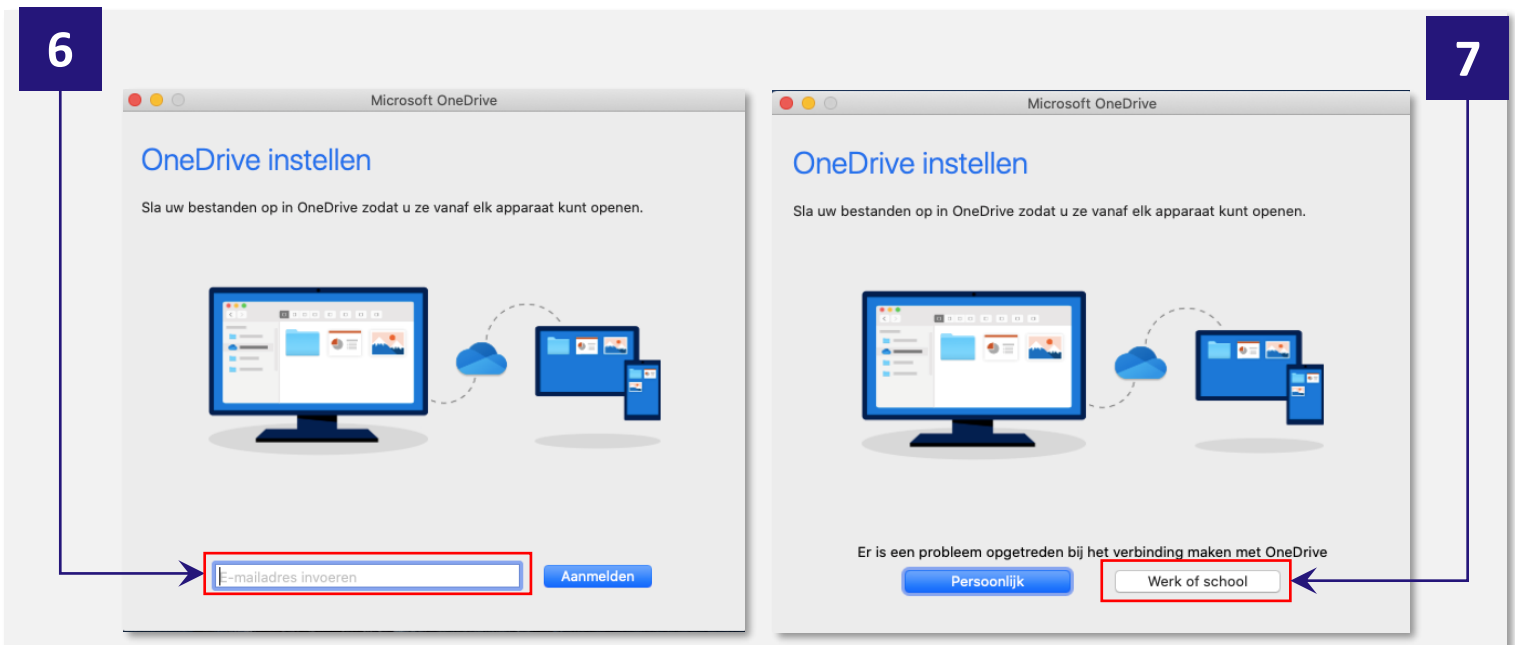 6
Microsoft OneDrive
OneDrive instellen
Sla uw bestanden op in OneDrive zodat u ze vanaf elk apparaat kunt openen.
E-mailadres invoeren
Aanmelden
7
Microsoft OneDrive
OneDrive instellen
Sla uw bestanden op in OneDrive zodat u ze vanaf elk apparaat kunt openen.
Er is een probleem opgetreden bij het verbinding maken met OneDrive
Persoonlijk
Werk of school